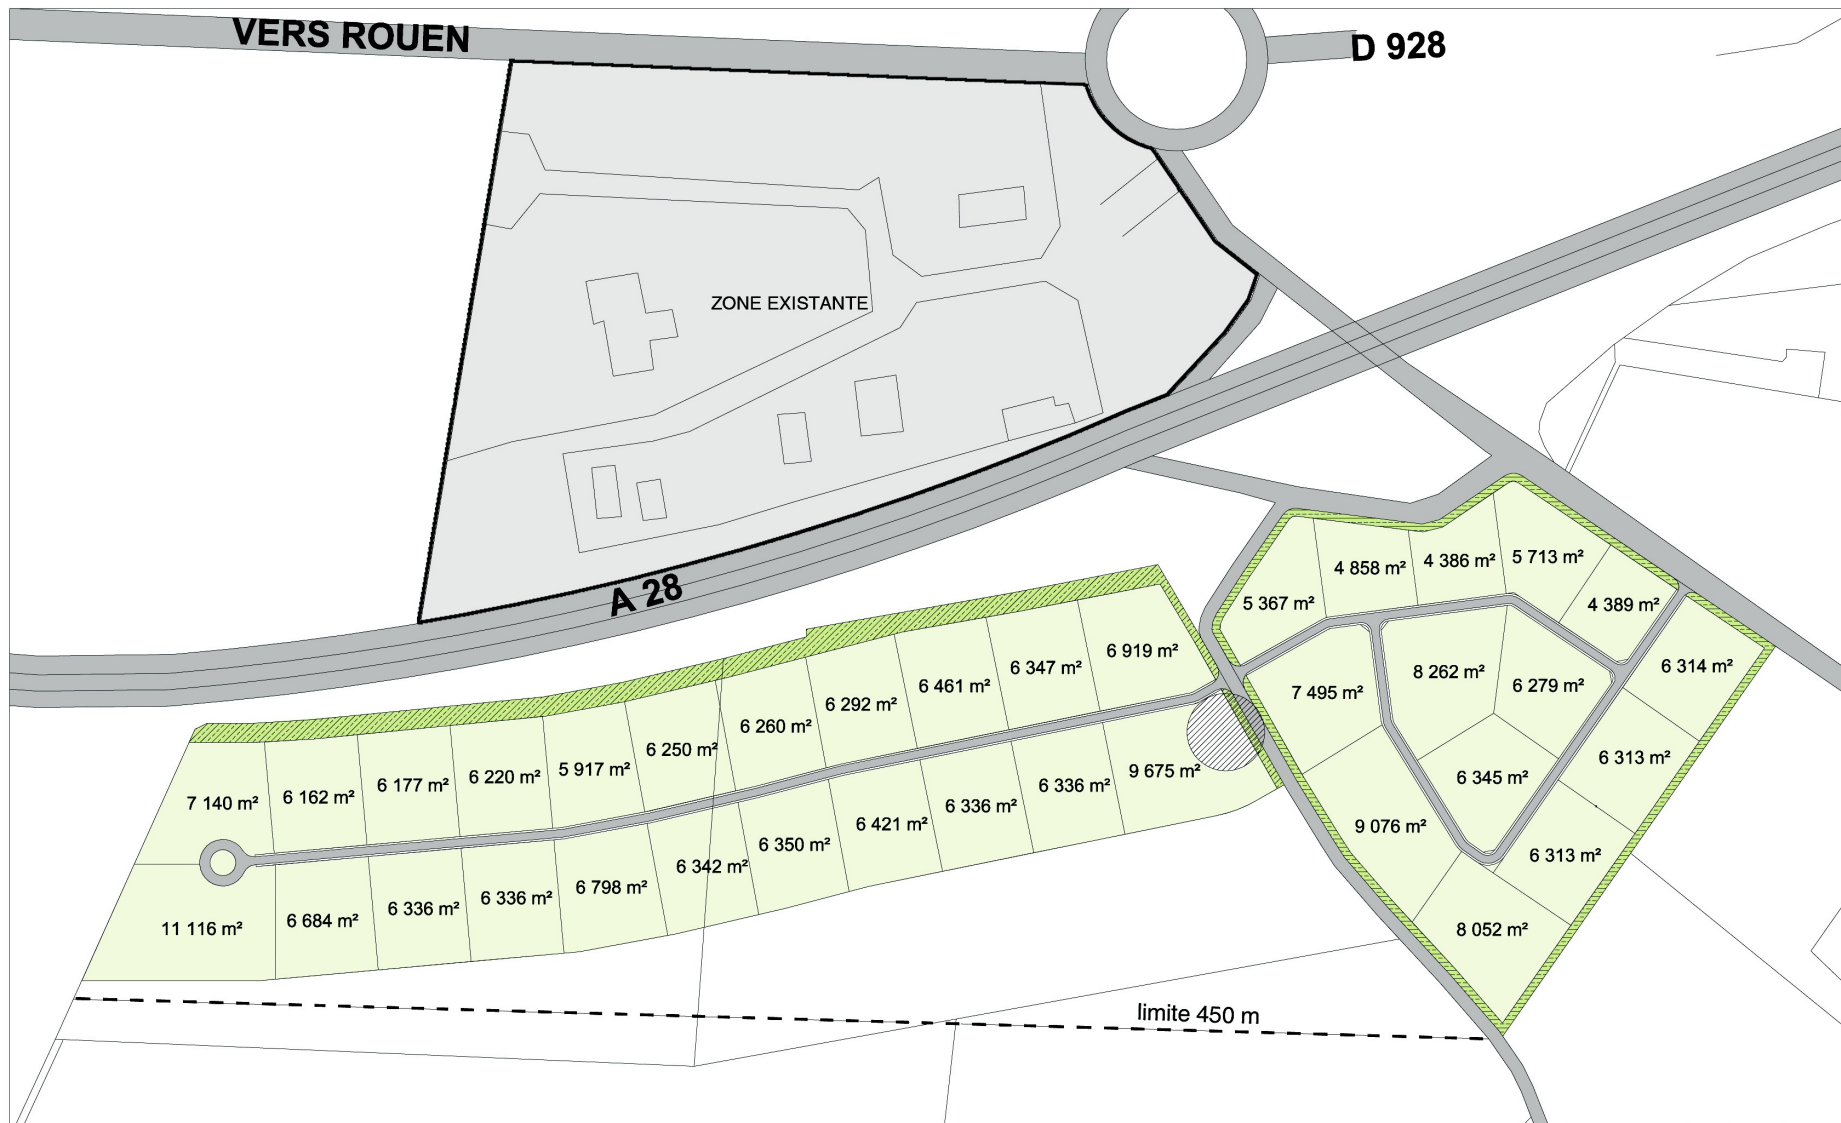 VERS ROUEN
D 928
ZONE EXISTANTE
A 28
5 713 m²
4 386 m²
4 858 m²
5 367 m²
4 389 m²
6 314 m²
8 262 m²
6 279 m²
7 495 m²
6 313 m²
6 345 m²
9 076 m²
6 313 m²
8 052 m²
6 919 m²
6 347 m²
6 461 m²
6 292 m²
6 260 m²
6 250 m²
5 917 m²
6 220 m²
6 177 m²
6 162 m²
7 140 m²
9 675 m²
6 336 m²
6 336 m²
6 421 m²
6 350 m²
6 342 m²
6 798 m²
6 336 m²
6 336 m²
6 684 m²
11 116 m²
limite 450 m